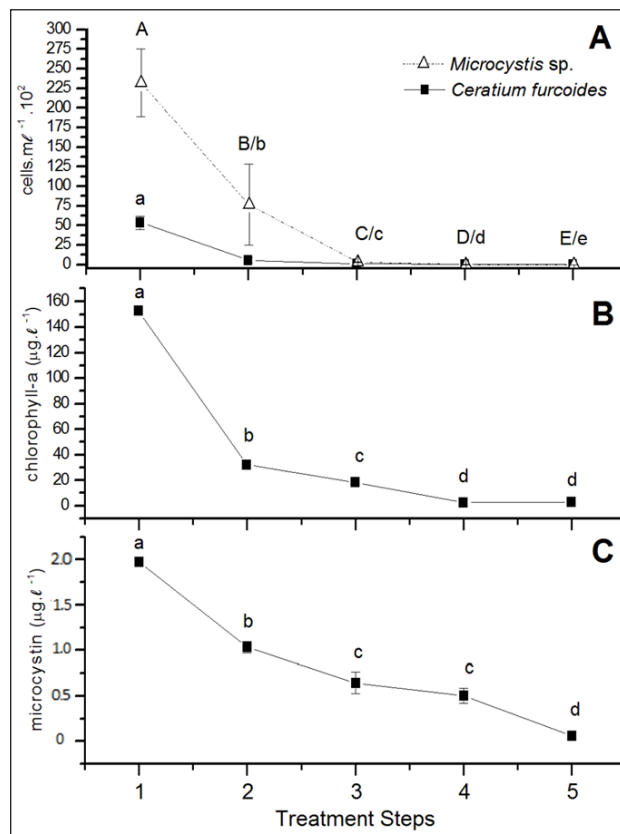 A
Microcystis sp.
Ceratium furcoides
cells.mℓ⁻¹.10²
300
275
250
225
200
175
150
125
100
75
50
25
0
A
a
B/b
C/c
D/d
E/e
B
chlorophyll-a (µg.ℓ⁻¹)
160
140
120
100
80
60
40
20
0
a
b
c
d
d
C
microcystin (µg.ℓ⁻¹)
2.0
1.5
1.0
0.5
0
a
b
c
c
d
1 2 3 4 5
Treatment Steps